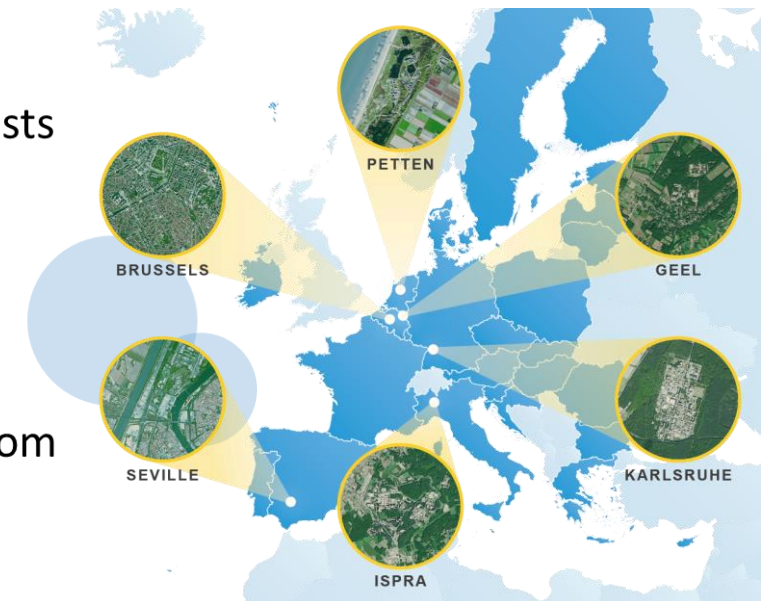 sts
PETTEN
BRUSSELS
GEEL
om
SEVILLE
KARLSRUHE
ISPRA